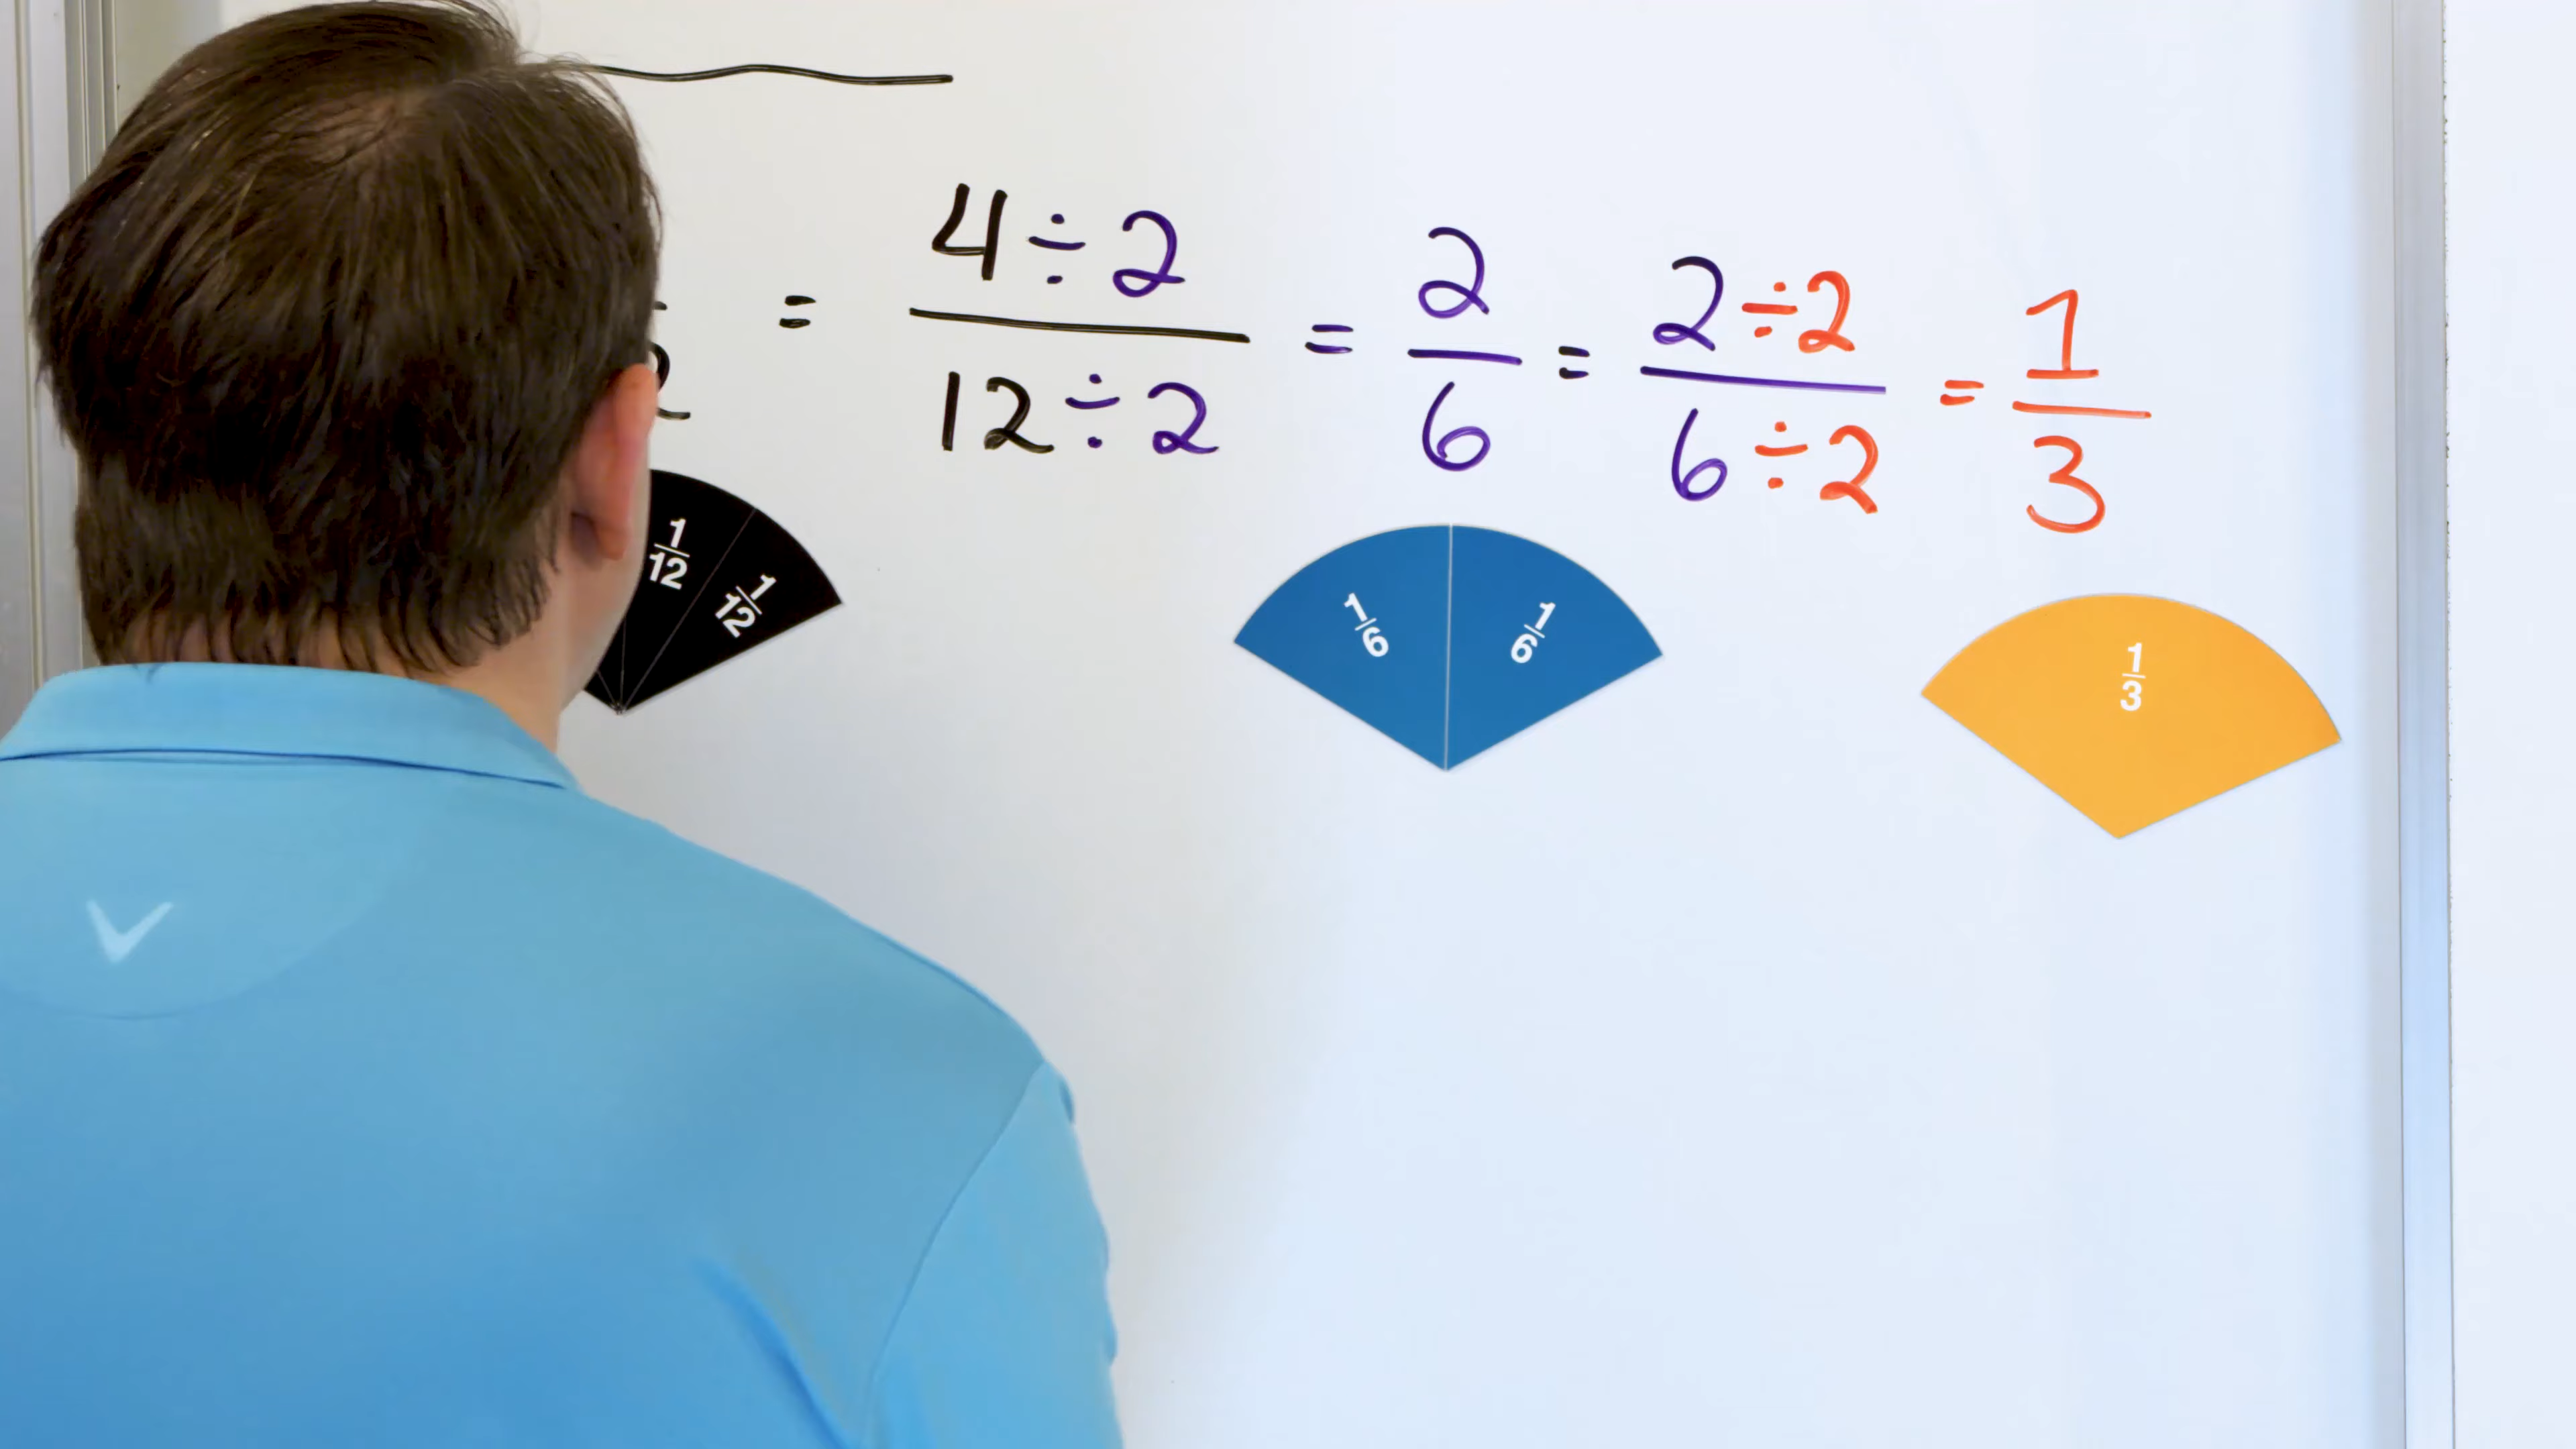 = 4÷2 / 12÷2 = 2/6 = 2÷2 / 6÷2 = 1/3
1/12 1/12
1/6 1/6
1/3